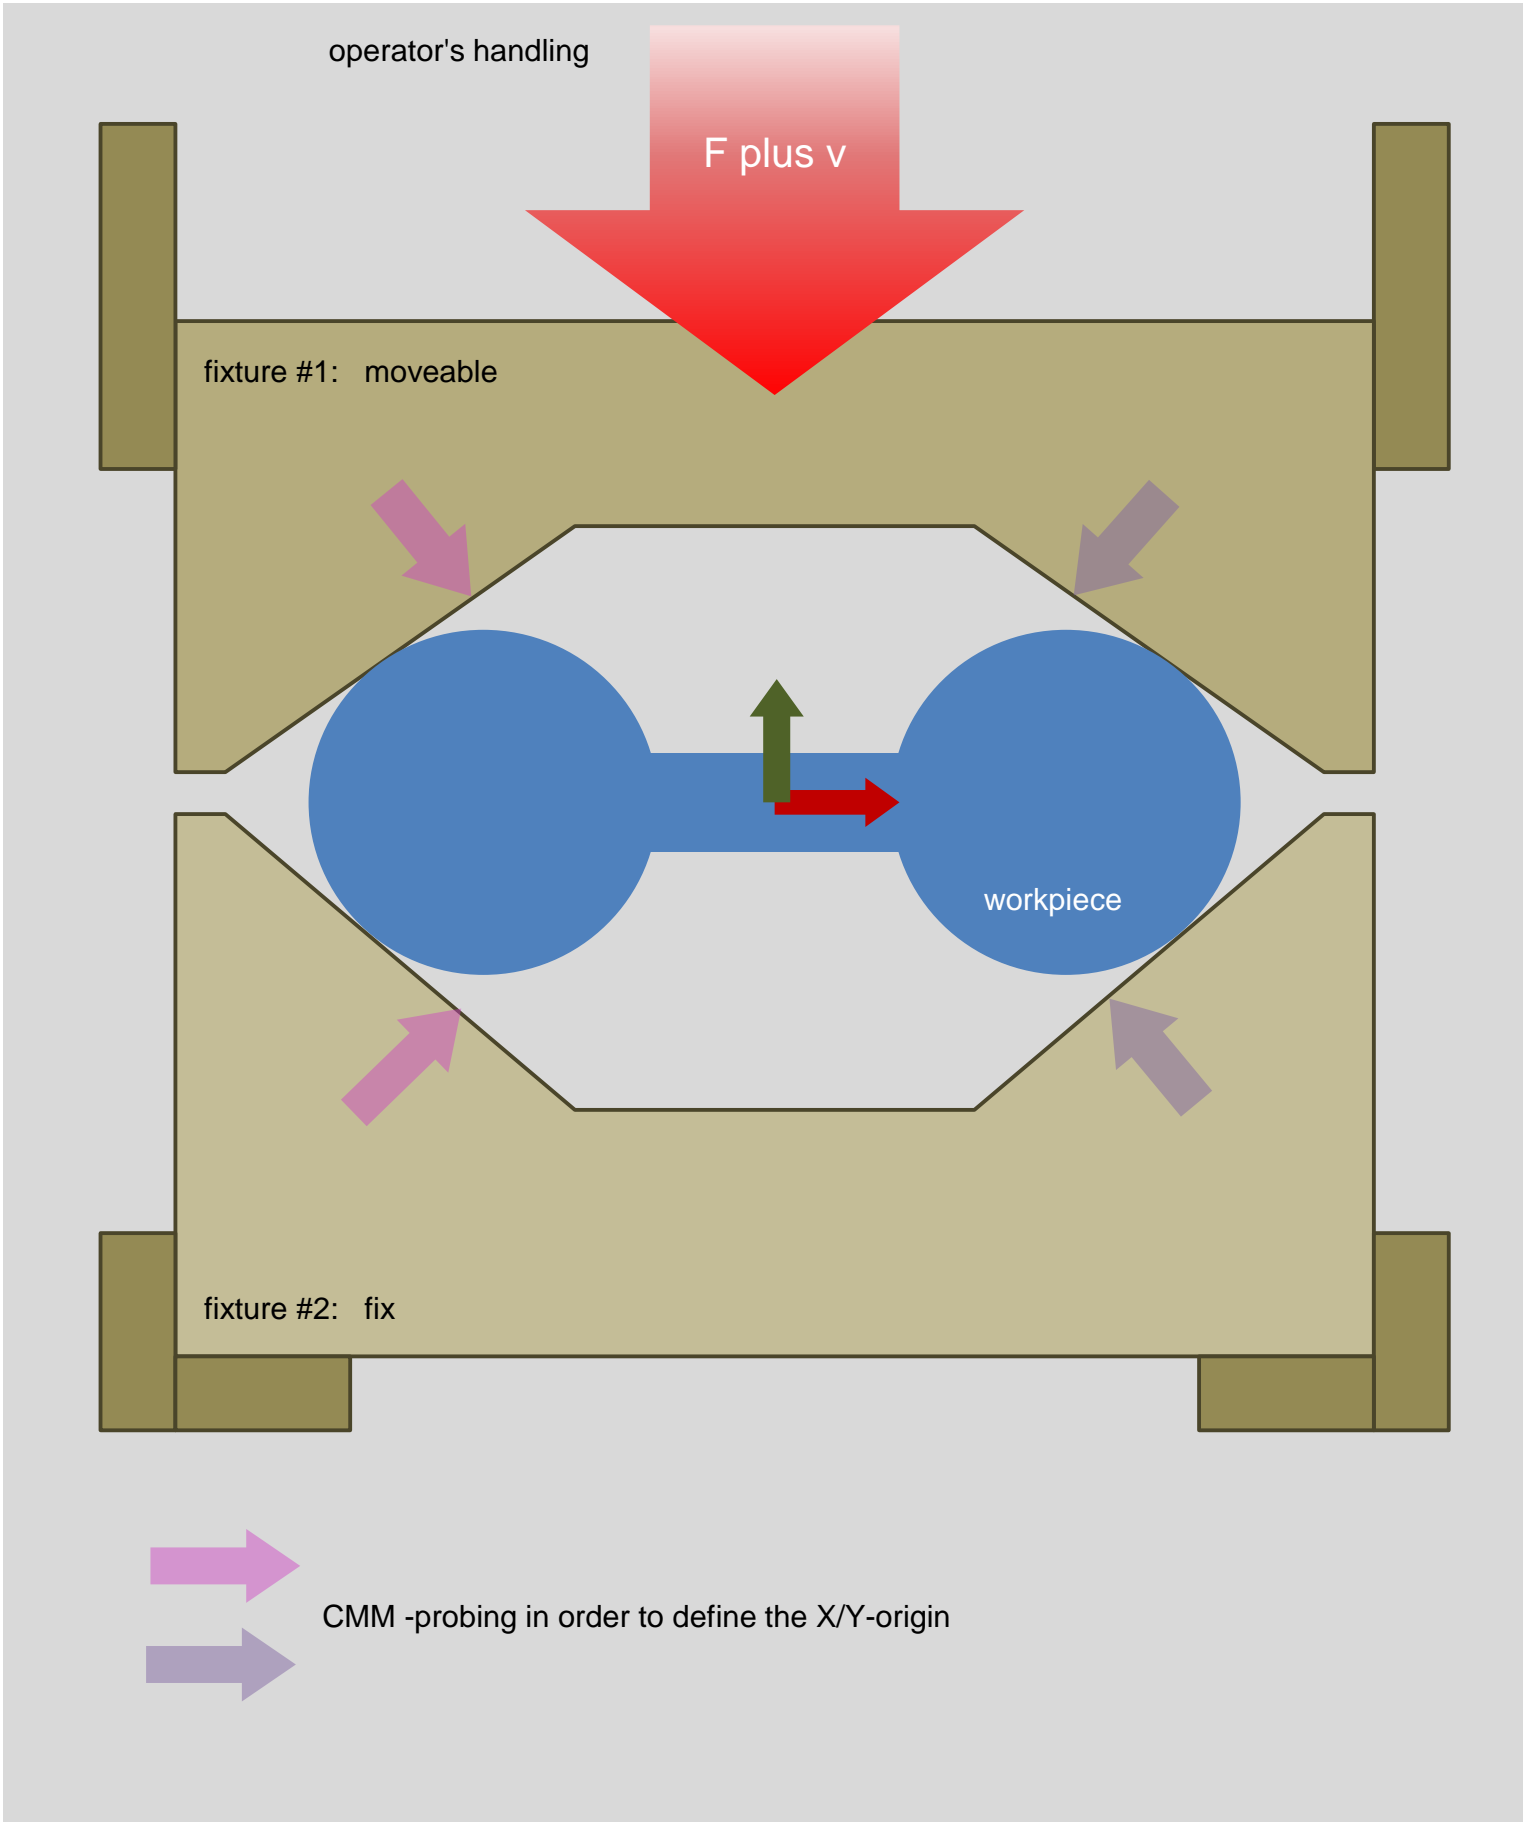 operator's handling
F plus v
fixture #1: moveable
workpiece
fixture #2: fix
CMM -probing in order to define the X/Y-origin